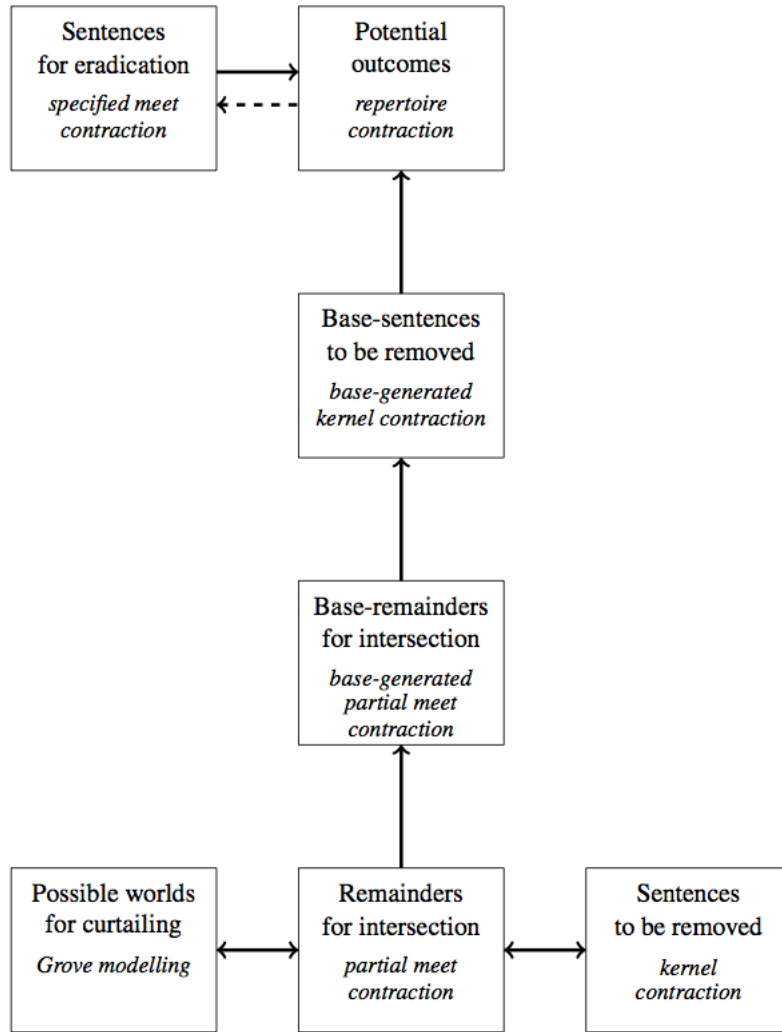 Sentences
for eradication
specified meet
contraction
Potential
outcomes
repertoire
contraction
Base-sentences
to be removed
base-generated
kernel contraction
Base-remainders
for intersection
base-generated
partial meet
contraction
Possible worlds
for curtailing
Grove modelling
Remainders
for intersection
partial meet
contraction
Sentences
to be removed
kernel
contraction